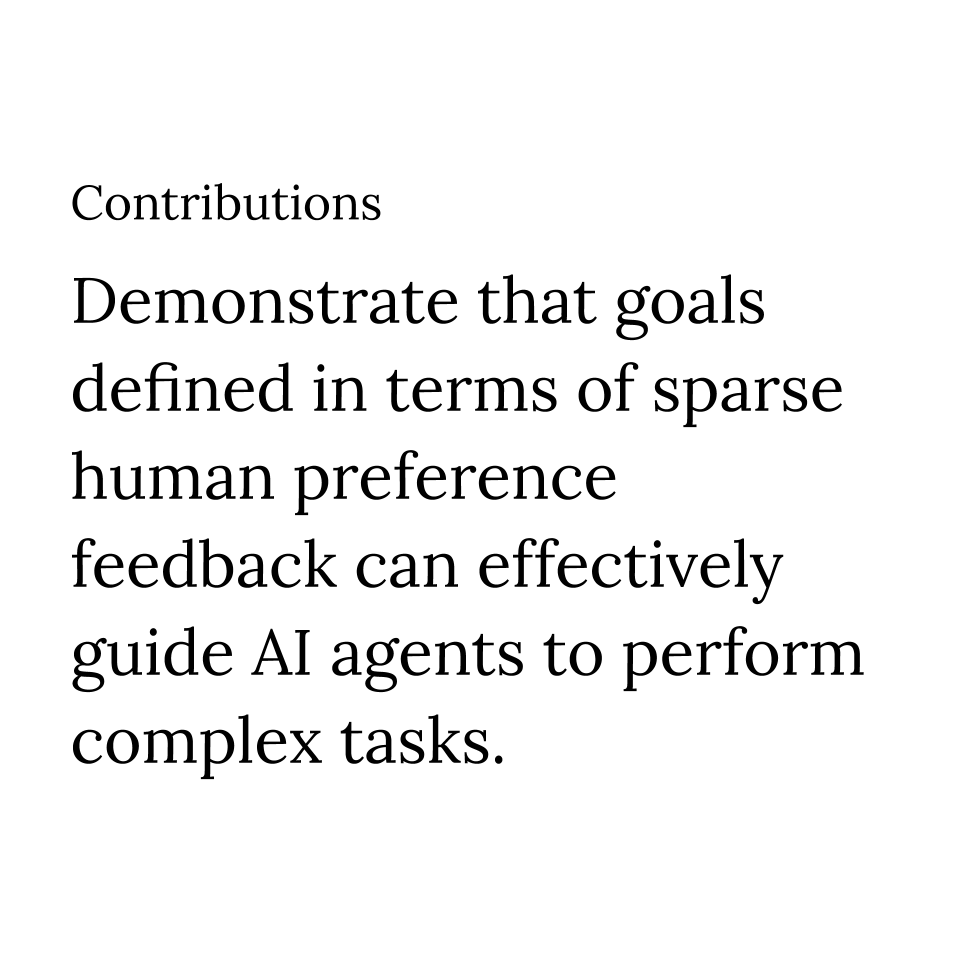 Contributions
Demonstrate that goals
defined in terms of sparse
human preference
feedback can effectively
guide AI agents to perform
complex tasks.